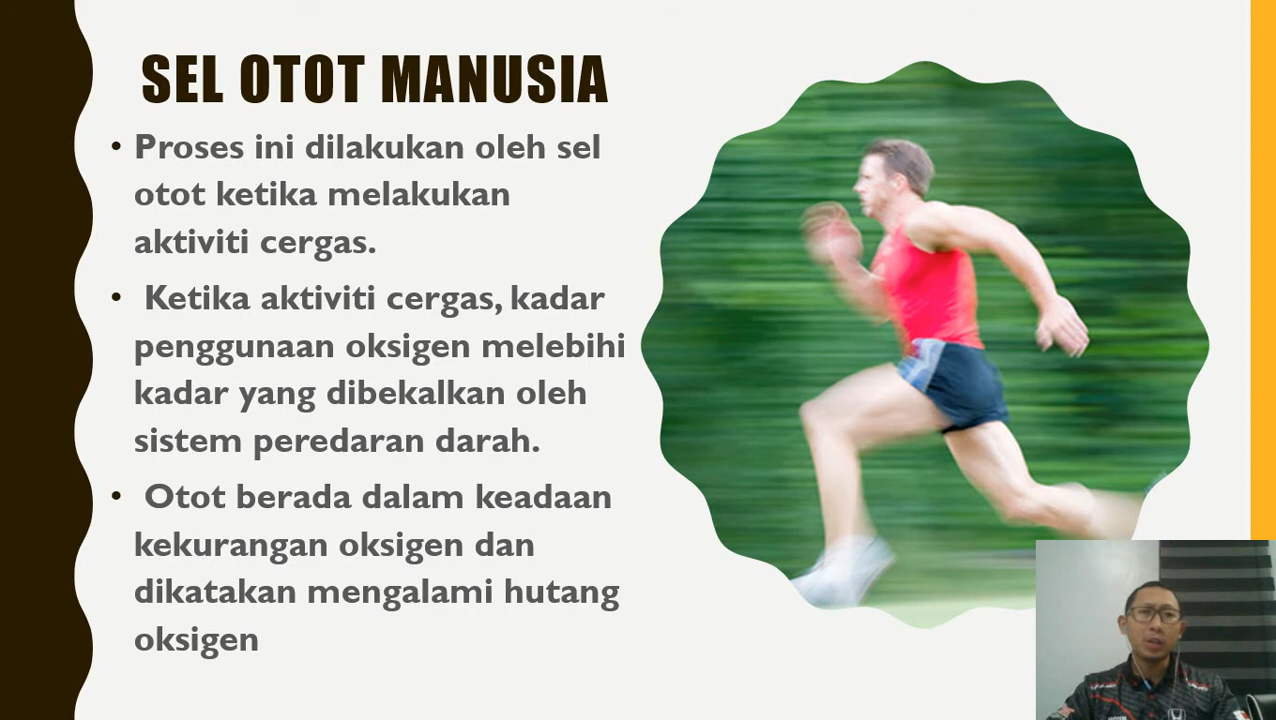 SEL OTOT MANUSIA
• Proses ini dilakukan oleh sel
otot ketika melakukan
aktiviti cergas.
• Ketika aktiviti cergas, kadar
penggunaan oksigen melebihi
kadar yang dibekalkan oleh
sistem peredaran darah.
• Otot berada dalam keadaan
kekurangan oksigen dan
dikatakan mengalami hutang
oksigen